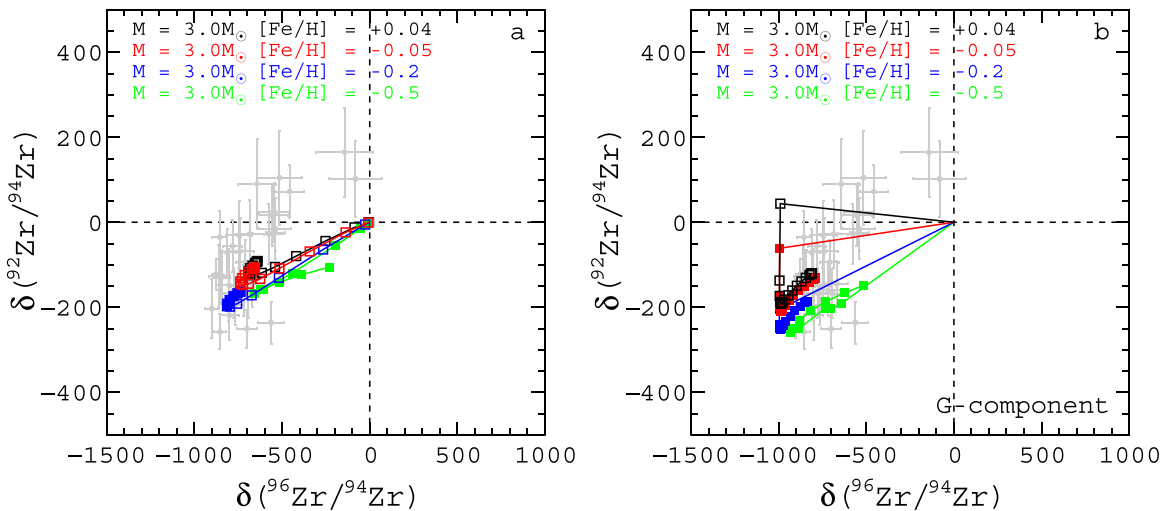 M = 3.0M☉ [Fe/H] = +0.04
M = 3.0M☉ [Fe/H] = -0.05
M = 3.0M☉ [Fe/H] = -0.2
M = 3.0M☉ [Fe/H] = -0.5
a
400
200
0
−200
−400
δ(⁹²Zr/⁹⁴Zr)
−1500 −1000 −500 0 500 1000
δ(⁹⁶Zr/⁹⁴Zr)
M = 3.0M☉ [Fe/H] = +0.04
M = 3.0M☉ [Fe/H] = -0.05
M = 3.0M☉ [Fe/H] = -0.2
M = 3.0M☉ [Fe/H] = -0.5
b
400
200
0
−200
−400
δ(⁹²Zr/⁹⁴Zr)
G-component
−1500 −1000 −500 0 500 1000
δ(⁹⁶Zr/⁹⁴Zr)